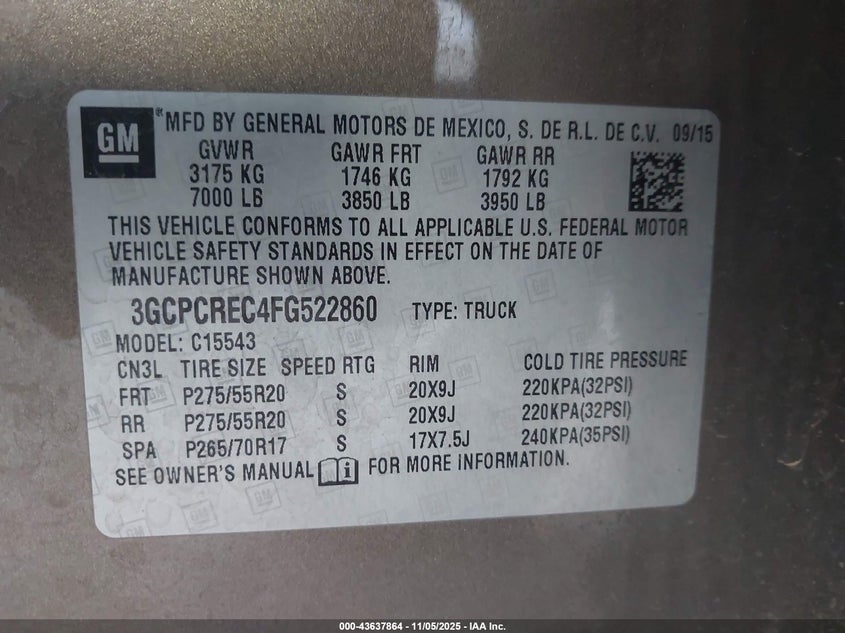 GM ® MFD BY GENERAL MOTORS DE MEXICO, S. DE R.L. DE C.V. 09/15
GVWR GAWR FRT GAWR RR
3175 KG 1746 KG 1792 KG
7000 LB 3850 LB 3950 LB
THIS VEHICLE CONFORMS TO ALL APPLICABLE U.S. FEDERAL MOTOR
VEHICLE SAFETY STANDARDS IN EFFECT ON THE DATE OF
MANUFACTURE SHOWN ABOVE.
3GCPCREC4FG522860 TYPE: TRUCK
MODEL: C15543
CN3L TIRE SIZE SPEED RTG RIM COLD TIRE PRESSURE
FRT P275/55R20 S 20X9J 220KPA(32PSI)
RR P275/55R20 S 20X9J 220KPA(32PSI)
SPA P265/70R17 S 17X7.5J 240KPA(35PSI)
SEE OWNER'S MANUAL i FOR MORE INFORMATION.
000-43637864 - 11/05/2025 - IAA Inc.